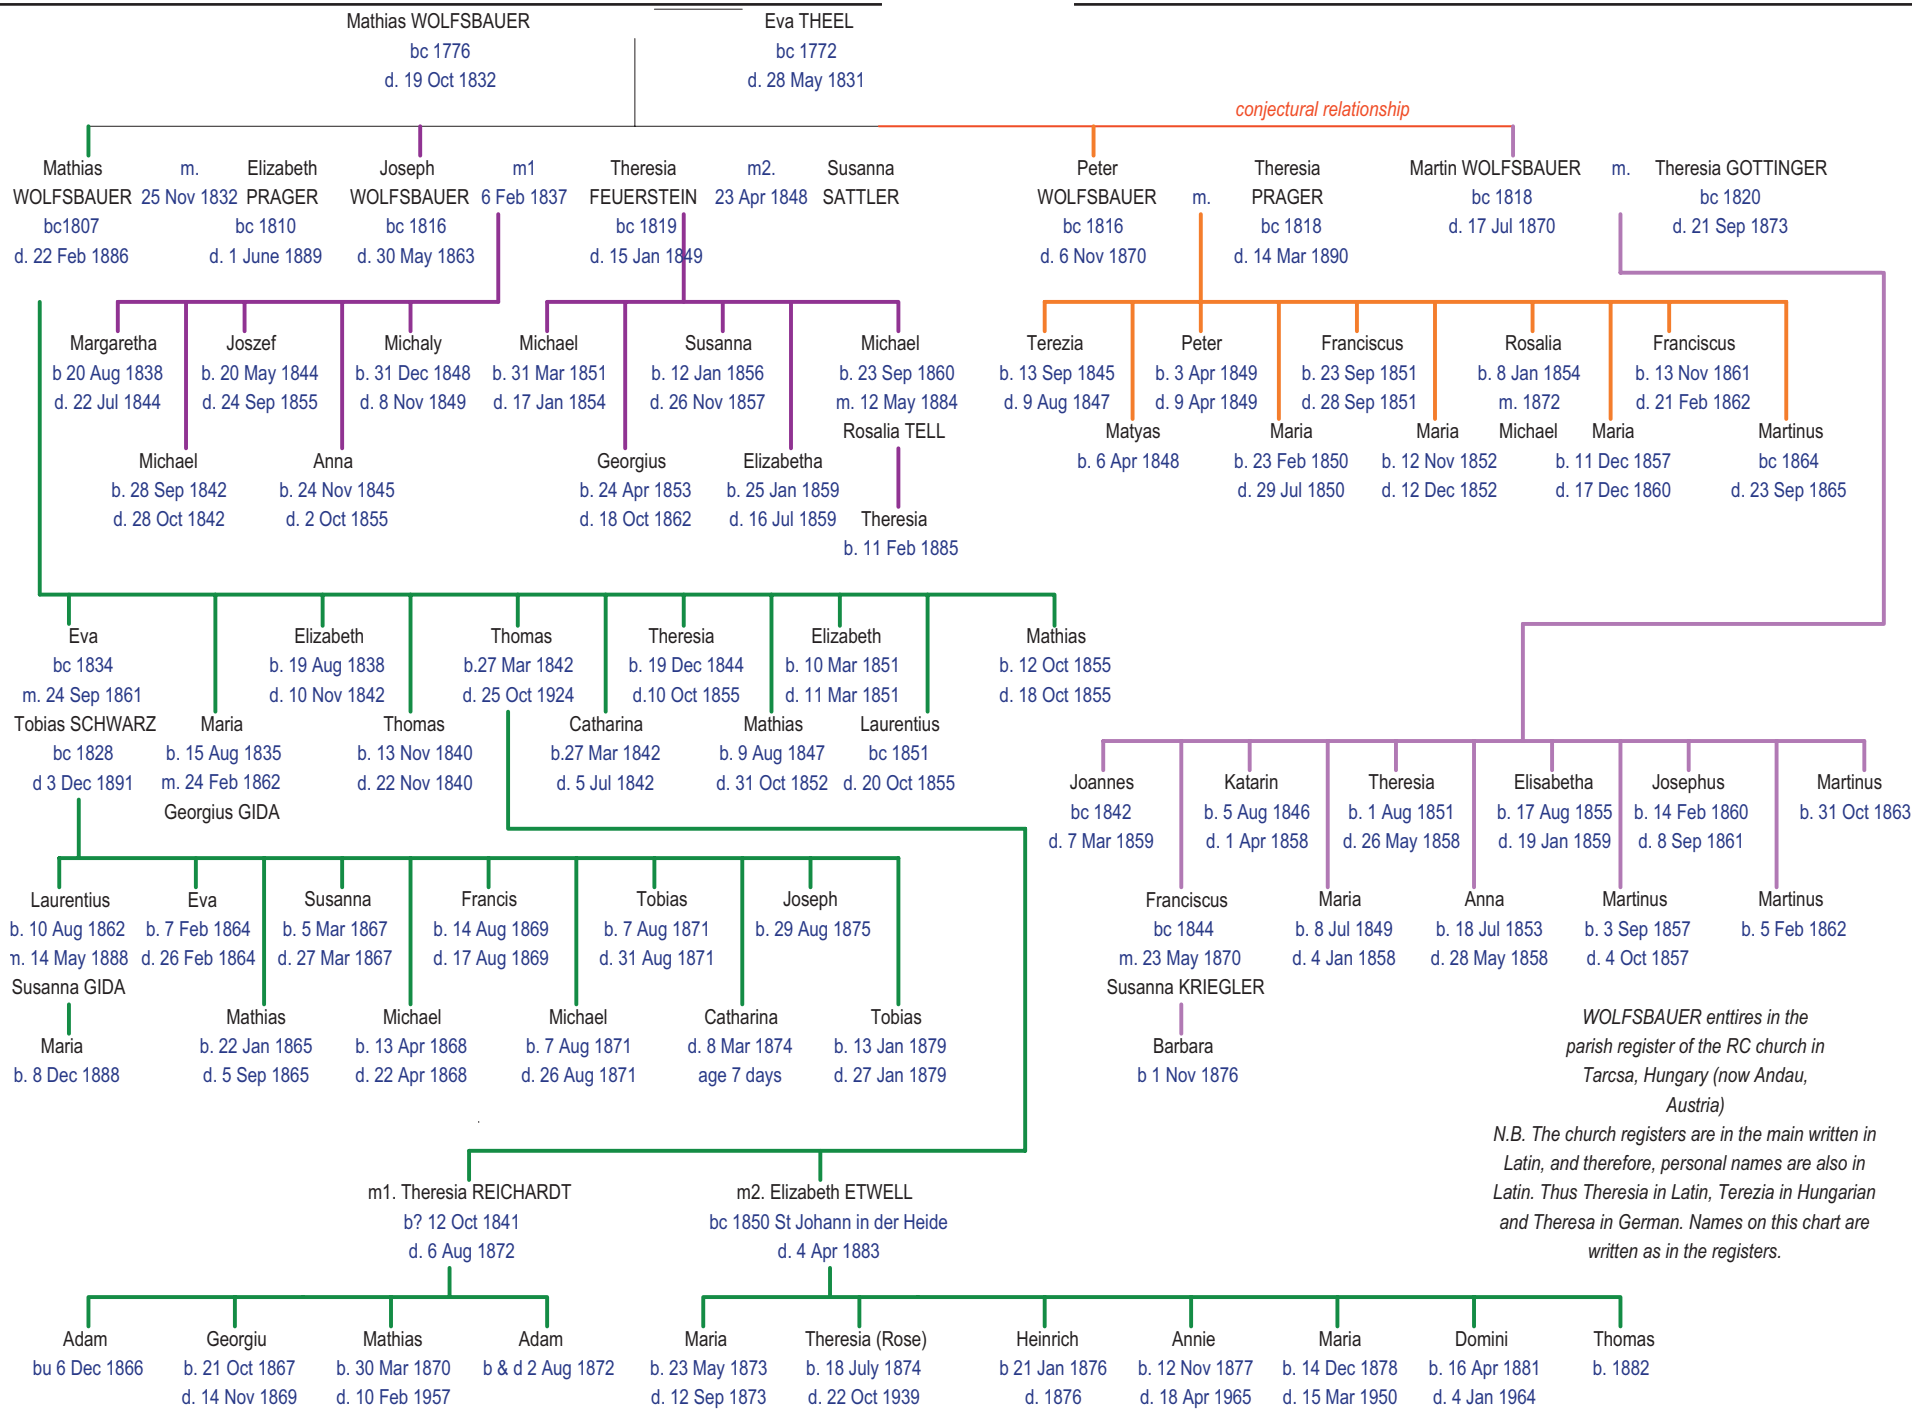 Mathias WOLFSBAUER
bc 1776
d. 19 Oct 1832
Eva THEEL
bc 1772
d. 28 May 1831
conjectural relationship
Mathias
WOLFSBAUER
bc1807
d. 22 Feb 1886
m.
25 Nov 1832
Elizabeth
PRAGER
bc 1810
d. 1 June 1889
Joseph
WOLFSBAUER
bc 1816
d. 30 May 1863
m1
6 Feb 1837
Theresia
FEUERSTEIN
bc 1819
d. 15 Jan 1849
m2.
23 Apr 1848
Susanna
SATTLER
Peter
WOLFSBAUER
bc 1816
d. 6 Nov 1870
m.
Theresia
PRAGER
bc 1818
d. 14 Mar 1890
Martin WOLFSBAUER
bc 1818
d. 17 Jul 1870
m.
Theresia GOTTINGER
bc 1820
d. 21 Sep 1873
Margaretha
b 20 Aug 1838
d. 22 Jul 1844
Joszef
b. 20 May 1844
d. 24 Sep 1855
Michaly
b. 31 Dec 1848
d. 8 Nov 1849
Michael
b. 31 Mar 1851
d. 17 Jan 1854
Susanna
b. 12 Jan 1856
d. 26 Nov 1857
Michael
b. 23 Sep 1860
m. 12 May 1884
Rosalia TELL
Terezia
b. 13 Sep 1845
d. 9 Aug 1847
Peter
b. 3 Apr 1849
d. 9 Apr 1849
Franciscus
b. 23 Sep 1851
d. 28 Sep 1851
Rosalia
b. 8 Jan 1854
m. 1872
Michael
Franciscus
b. 13 Nov 1861
d. 21 Feb 1862
Michael
b. 28 Sep 1842
d. 28 Oct 1842
Anna
b. 24 Nov 1845
d. 2 Oct 1855
Georgius
b. 24 Apr 1853
d. 18 Oct 1862
Elizabetha
b. 25 Jan 1859
d. 16 Jul 1859
Theresia
b. 11 Feb 1885
Matyas
b. 6 Apr 1848
Maria
b. 23 Feb 1850
d. 29 Jul 1850
Maria
b. 12 Nov 1852
d. 12 Dec 1852
Maria
b. 11 Dec 1857
d. 17 Dec 1860
Martinus
bc 1864
d. 23 Sep 1865
Eva
bc 1834
m. 24 Sep 1861
Tobias SCHWARZ
bc 1828
d 3 Dec 1891
Elizabeth
b. 19 Aug 1838
d. 10 Nov 1842
Thomas
b.27 Mar 1842
d. 25 Oct 1924
Theresia
b. 19 Dec 1844
d.10 Oct 1855
Elizabeth
b. 10 Mar 1851
d. 11 Mar 1851
Mathias
b. 12 Oct 1855
d. 18 Oct 1855
Maria
b. 15 Aug 1835
m. 24 Feb 1862
Georgius GIDA
Thomas
b. 13 Nov 1840
d. 22 Nov 1840
Catharina
b.27 Mar 1842
d. 5 Jul 1842
Mathias
b. 9 Aug 1847
d. 31 Oct 1852
Laurentius
bc 1851
d. 20 Oct 1855
Joannes
bc 1842
d. 7 Mar 1859
Katarin
b. 5 Aug 1846
d. 1 Apr 1858
Theresia
b. 1 Aug 1851
d. 26 May 1858
Elisabetha
b. 17 Aug 1855
d. 19 Jan 1859
Josephus
b. 14 Feb 1860
d. 8 Sep 1861
Martinus
b. 31 Oct 1863
Franciscus
bc 1844
m. 23 May 1870
Susanna KRIEGLER
Maria
b. 8 Jul 1849
d. 4 Jan 1858
Anna
b. 18 Jul 1853
d. 28 May 1858
Martinus
b. 3 Sep 1857
d. 4 Oct 1857
Martinus
b. 5 Feb 1862
Barbara
b 1 Nov 1876
Laurentius
b. 10 Aug 1862
m. 14 May 1888
Susanna GIDA
Maria
b. 8 Dec 1888
Eva
b. 7 Feb 1864
d. 26 Feb 1864
Susanna
b. 5 Mar 1867
d. 27 Mar 1867
Francis
b. 14 Aug 1869
d. 17 Aug 1869
Tobias
b. 7 Aug 1871
d. 31 Aug 1871
Joseph
b. 29 Aug 1875
Mathias
b. 22 Jan 1865
d. 5 Sep 1865
Michael
b. 13 Apr 1868
d. 22 Apr 1868
Michael
b. 7 Aug 1871
d. 26 Aug 1871
Catharina
d. 8 Mar 1874
age 7 days
Tobias
b. 13 Jan 1879
d. 27 Jan 1879
WOLFSBAUER enttires in the
parish register of the RC church in
Tarcsa, Hungary (now Andau,
Austria)
N.B. The church registers are in the main written in
Latin, and therefore, personal names are also in
Latin. Thus Theresia in Latin, Terezia in Hungarian
and Theresa in German. Names on this chart are
written as in the registers.
m1. Theresia REICHARDT
b? 12 Oct 1841
d. 6 Aug 1872
m2. Elizabeth ETWELL
bc 1850 St Johann in der Heide
d. 4 Apr 1883
Adam
bu 6 Dec 1866
Georgiu
b. 21 Oct 1867
d. 14 Nov 1869
Mathias
b. 30 Mar 1870
d. 10 Feb 1957
Adam
b & d 2 Aug 1872
Maria
b. 23 May 1873
d. 12 Sep 1873
Theresia (Rose)
b. 18 July 1874
d. 22 Oct 1939
Heinrich
b 21 Jan 1876
d. 1876
Annie
b. 12 Nov 1877
d. 18 Apr 1965
Maria
b. 14 Dec 1878
d. 15 Mar 1950
Domini
b. 16 Apr 1881
d. 4 Jan 1964
Thomas
b. 1882